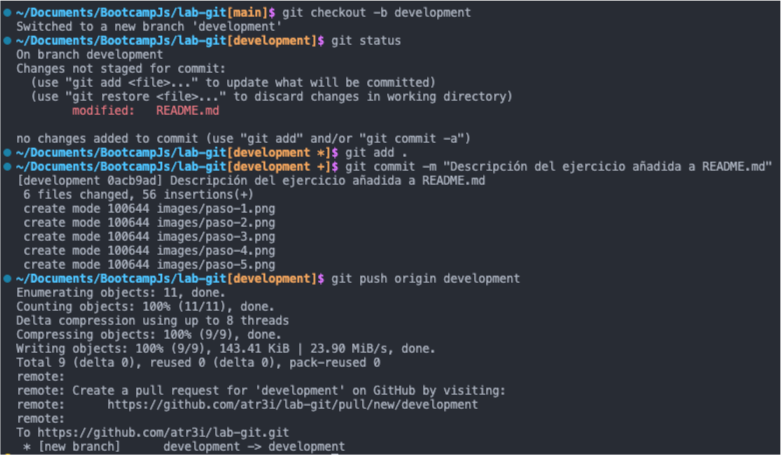 ~/Documents/BootcampJs/lab-git[main]$ git checkout -b development
Switched to a new branch 'development'
~/Documents/BootcampJs/lab-git[development]$ git status
On branch development
Changes not staged for commit:
  (use "git add <file>..." to update what will be committed)
  (use "git restore <file>..." to discard changes in working directory)
        modified:   README.md

no changes added to commit (use "git add" and/or "git commit -a")
~/Documents/BootcampJs/lab-git[development *]$ git add .
~/Documents/BootcampJs/lab-git[development +]$ git commit -m "Descripción del ejercicio añadida a README.md"
[development 0acb9ad] Descripción del ejercicio añadida a README.md
 6 files changed, 56 insertions(+)
 create mode 100644 images/paso-1.png
 create mode 100644 images/paso-2.png
 create mode 100644 images/paso-3.png
 create mode 100644 images/paso-4.png
 create mode 100644 images/paso-5.png
~/Documents/BootcampJs/lab-git[development]$ git push origin development
Enumerating objects: 11, done.
Counting objects: 100% (11/11), done.
Delta compression using up to 8 threads
Compressing objects: 100% (9/9), done.
Writing objects: 100% (9/9), 143.41 KiB | 23.90 MiB/s, done.
Total 9 (delta 0), reused 0 (delta 0), pack-reused 0
remote:
remote: Create a pull request for 'development' on GitHub by visiting:
remote:      https://github.com/atr3i/lab-git/pull/new/development
remote:
To https://github.com/atr3i/lab-git.git
 * [new branch]      development -> development